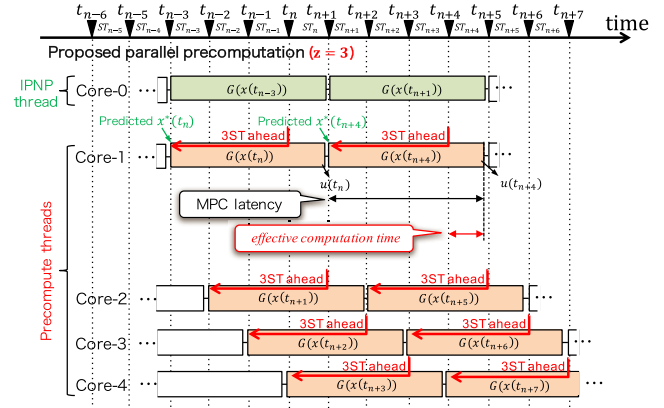 t_{n−6} t_{n−5} t_{n−4} t_{n−3} t_{n−2} t_{n−1} t_n t_{n+1} t_{n+2} t_{n+3} t_{n+4} t_{n+5} t_{n+6} t_{n+7}
ST_{n−5} ST_{n−4} ST_{n−3} ST_{n−2} ST_{n−1} ST_n ST_{n+1} ST_{n+2} ST_{n+3} ST_{n+4} ST_{n+5} ST_{n+6}
time
Proposed parallel precomputation (z = 3)
IPNP thread
Core-0 ··· G(x(t_{n−3})) G(x(t_{n+1})) ···
Predicted x*(t_n) Predicted x*(t_{n+4})
3ST ahead 3ST ahead
Core-1 ··· G(x(t_n)) G(x(t_{n+4})) ···
u(t_n) u(t_{n+4})
MPC latency
effective computation time
Precompute threads
3ST ahead 3ST ahead
Core-2 ··· G(x(t_{n+1})) G(x(t_{n+5})) ···
3ST ahead 3ST ahead
Core-3 ··· G(x(t_{n+2})) G(x(t_{n+6})) ···
3ST ahead 3ST ahead
Core-4 ··· G(x(t_{n+3})) G(x(t_{n+7})) ···